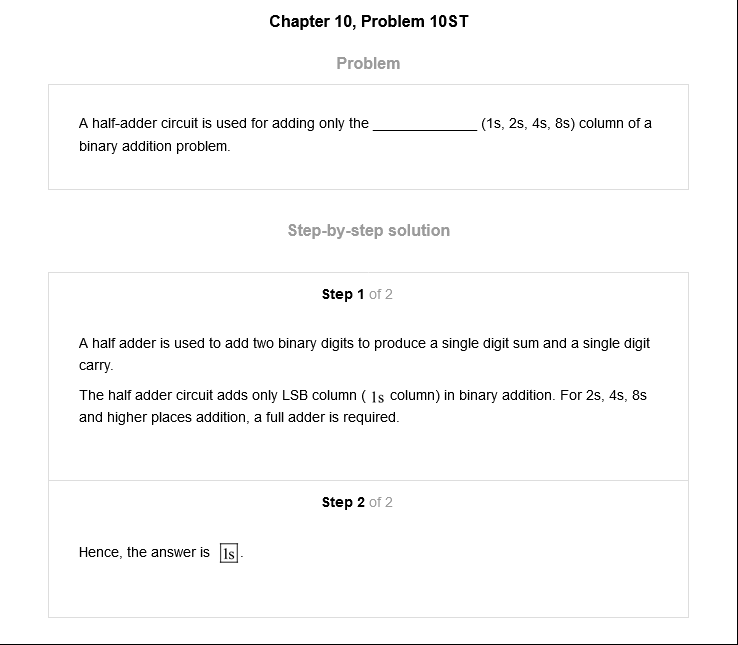 Chapter 10, Problem 10ST
Problem
A half-adder circuit is used for adding only the _____________ (1s, 2s, 4s, 8s) column of a
binary addition problem.
Step-by-step solution
Step 1 of 2
A half adder is used to add two binary digits to produce a single digit sum and a single digit
carry.
The half adder circuit adds only LSB column ( 1s column) in binary addition. For 2s, 4s, 8s
and higher places addition, a full adder is required.
Step 2 of 2
Hence, the answer is 1s.